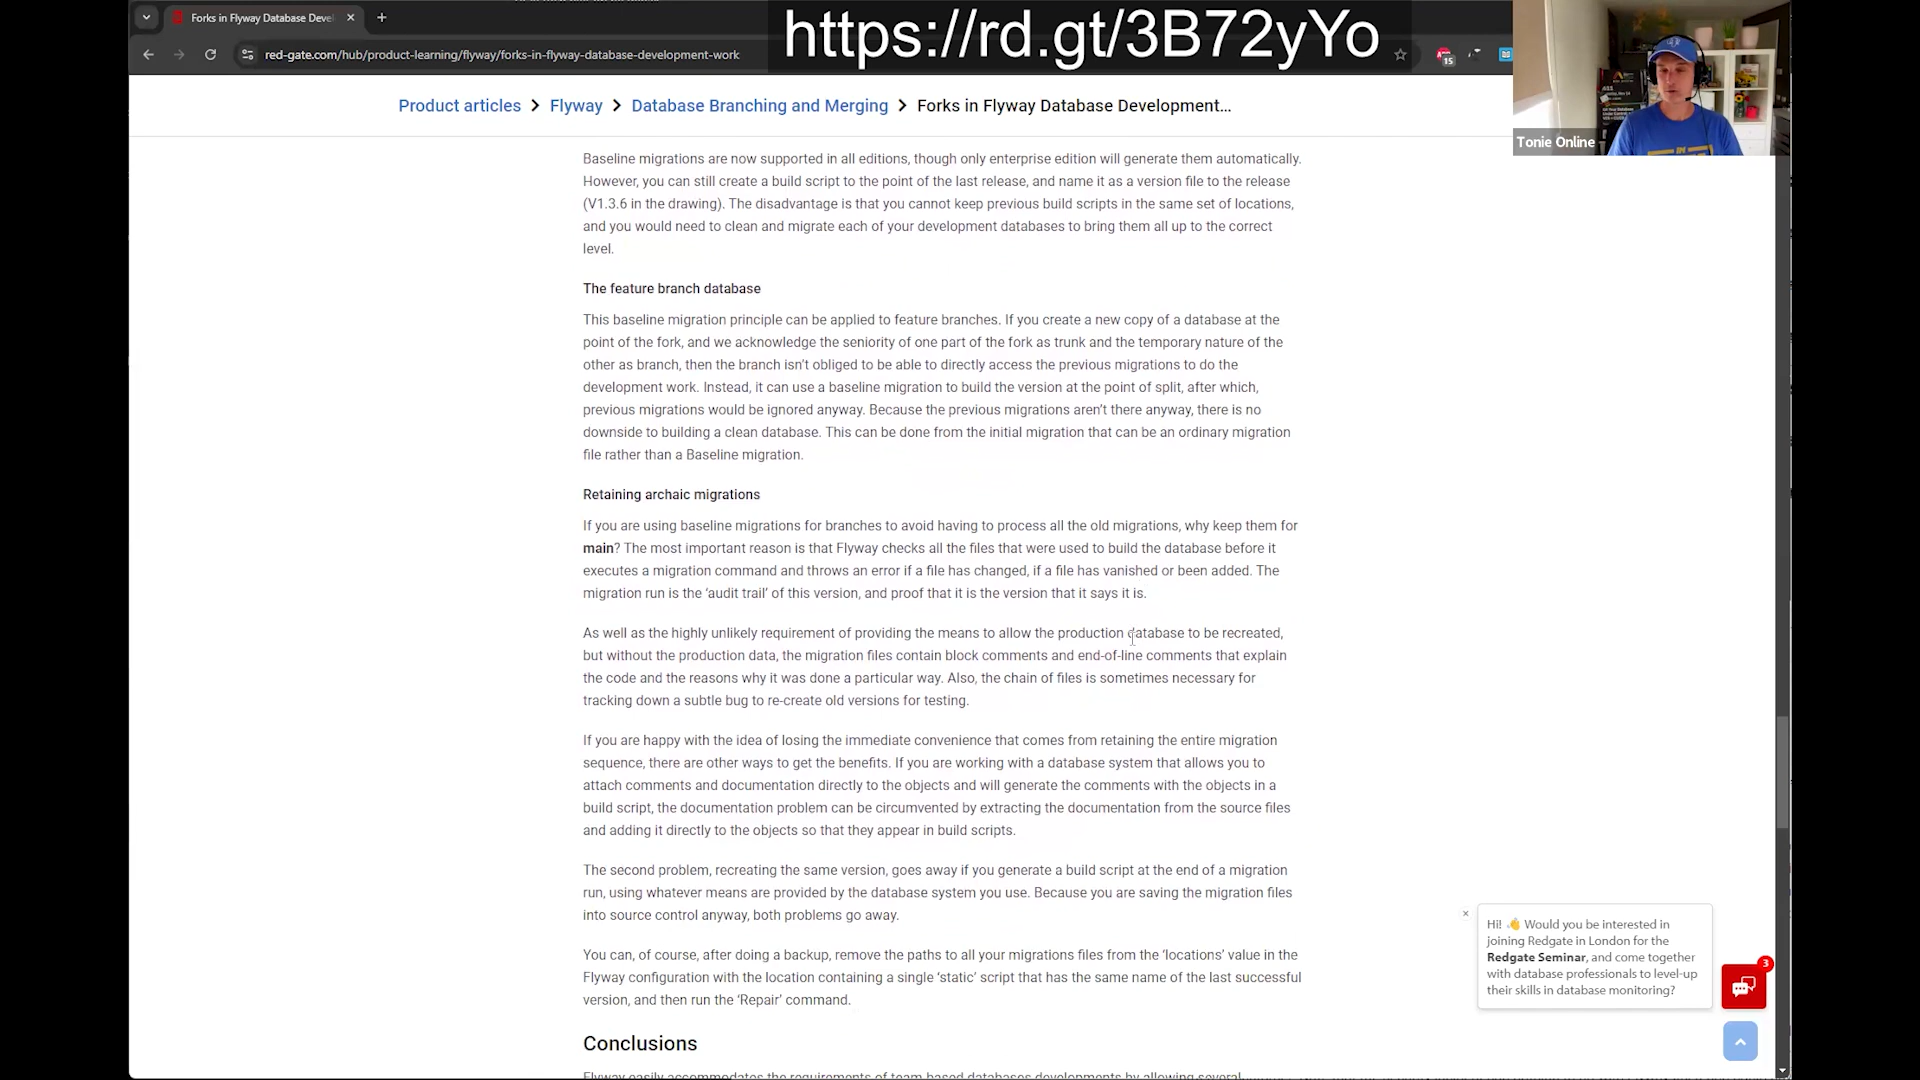 Forks in Flyway Database Devel
https://rd.gt/3B72yYo
red-gate.com/hub/product-learning/flyway/forks-in-flyway-database-development-work
15
Tonie Online
Product articles > Flyway > Database Branching and Merging > Forks in Flyway Database Development...
Baseline migrations are now supported in all editions, though only enterprise edition will generate them automatically.
However, you can still create a build script to the point of the last release, and name it as a version file to the release
(V1.3.6 in the drawing). The disadvantage is that you cannot keep previous build scripts in the same set of locations,
and you would need to clean and migrate each of your development databases to bring them all up to the correct
level.
The feature branch database
This baseline migration principle can be applied to feature branches. If you create a new copy of a database at the
point of the fork, and we acknowledge the seniority of one part of the fork as trunk and the temporary nature of the
other as branch, then the branch isn't obliged to be able to directly access the previous migrations to do the
development work. Instead, it can use a baseline migration to build the version at the point of split, after which,
previous migrations would be ignored anyway. Because the previous migrations aren't there anyway, there is no
downside to building a clean database. This can be done from the initial migration that can be an ordinary migration
file rather than a Baseline migration.
Retaining archaic migrations
If you are using baseline migrations for branches to avoid having to process all the old migrations, why keep them for
main? The most important reason is that Flyway checks all the files that were used to build the database before it
executes a migration command and throws an error if a file has changed, if a file has vanished or been added. The
migration run is the 'audit trail' of this version, and proof that it is the version that it says it is.
As well as the highly unlikely requirement of providing the means to allow the production database to be recreated,
but without the production data, the migration files contain block comments and end-of-line comments that explain
the code and the reasons why it was done a particular way. Also, the chain of files is sometimes necessary for
tracking down a subtle bug to re-create old versions for testing.
If you are happy with the idea of losing the immediate convenience that comes from retaining the entire migration
sequence, there are other ways to get the benefits. If you are working with a database system that allows you to
attach comments and documentation directly to the objects and will generate the comments with the objects in a
build script, the documentation problem can be circumvented by extracting the documentation from the source files
and adding it directly to the objects so that they appear in build scripts.
The second problem, recreating the same version, goes away if you generate a build script at the end of a migration
run, using whatever means are provided by the database system you use. Because you are saving the migration files
into source control anyway, both problems go away.
You can, of course, after doing a backup, remove the paths to all your migrations files from the 'locations' value in the
Flyway configuration with the location containing a single 'static' script that has the same name of the last successful
version, and then run the 'Repair' command.
Conclusions
Flyway easily accommodates the requirements of team based databases developments by allowing several
Hi! 👋 Would you be interested in
joining Redgate in London for the
Redgate Seminar, and come together
with database professionals to level-up
their skills in database monitoring?
3